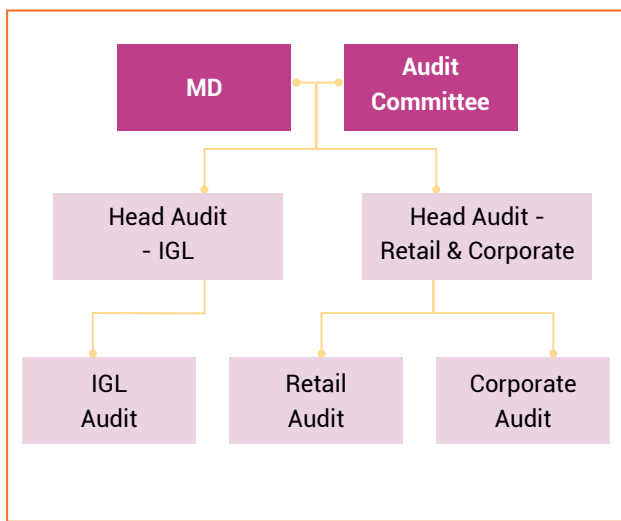 MD
Audit
Committee
Head Audit
- IGL
Head Audit -
Retail & Corporate
IGL
Audit
Retail
Audit
Corporate
Audit